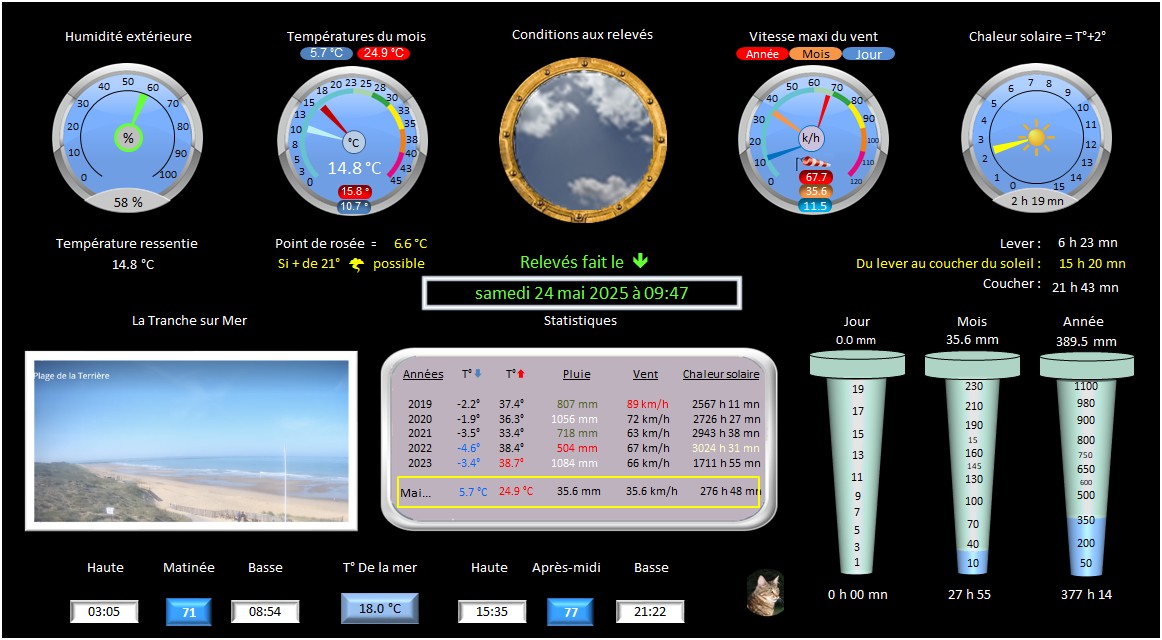 Humidité extérieure
Températures du mois
5.7 °C 24.9 °C
Conditions aux relevés
Vitesse maxi du vent
Année Mois Jour
Chaleur solaire = T°+2°
0 10 20 30 40 50 60 70 80 90 100
%
58 %
0 3 5 8 10 13 15 18 20 23 25 28 30 33 35 38 40 43 45
°C
14.8 °C
15.8 °
10.7 °
0 10 20 30 40 50 60 70 80 90 100 110 120
k/h
67.7
35.6
11.5
0 1 2 3 4 5 6 7 8 9 10 11 12 13 14 15
2 h 19 mn
Température ressentie
14.8 °C
Point de rosée = 6.6 °C
Si + de 21° possible
Relevés fait le
samedi 24 mai 2025 à 09:47
Lever : 6 h 23 mn
Du lever au coucher du soleil : 15 h 20 mn
Coucher : 21 h 43 mn
La Tranche sur Mer
Plage de la Terrière
Statistiques
Années T° T° Pluie Vent Chaleur solaire
2019 -2.2° 37.4° 807 mm 89 km/h 2567 h 11 mn
2020 -1.9° 36.3° 1056 mm 72 km/h 2726 h 27 mn
2021 -3.5° 33.4° 718 mm 63 km/h 2943 h 38 mn
2022 -4.6° 38.4° 504 mm 67 km/h 3024 h 31 mn
2023 -3.4° 38.7° 1084 mm 66 km/h 1711 h 55 mn
Mai... 5.7 °C 24.9 °C 35.6 mm 35.6 km/h 276 h 48 mn
Jour
0.0 mm
19
17
15
13
11
9
7
5
3
1
0 h 00 mn
Mois
35.6 mm
230
210
190
15
160
145
130
100
70
40
10
27 h 55
Année
389.5 mm
1100
980
900
800
750
650
600
500
350
200
50
377 h 14
Haute Matinée Basse
03:05 71 08:54
T° De la mer
18.0 °C
Haute Après-midi Basse
15:35 77 21:22